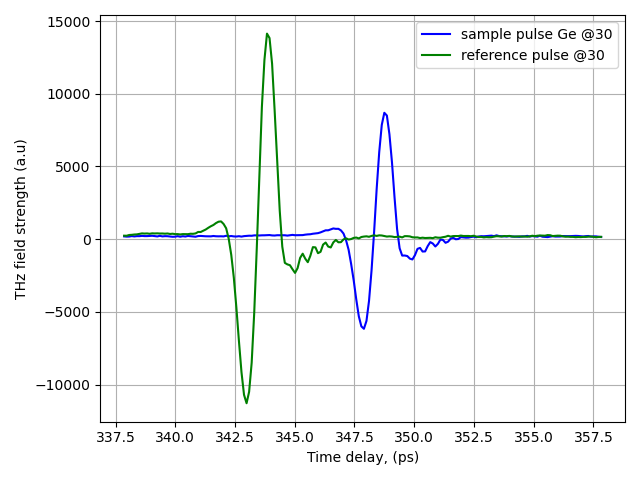 15000
10000
5000
0
−5000
−10000
THz field strength (a.u)
sample pulse Ge @30
reference pulse @30
337.5 340.0 342.5 345.0 347.5 350.0 352.5 355.0 357.5
Time delay, (ps)